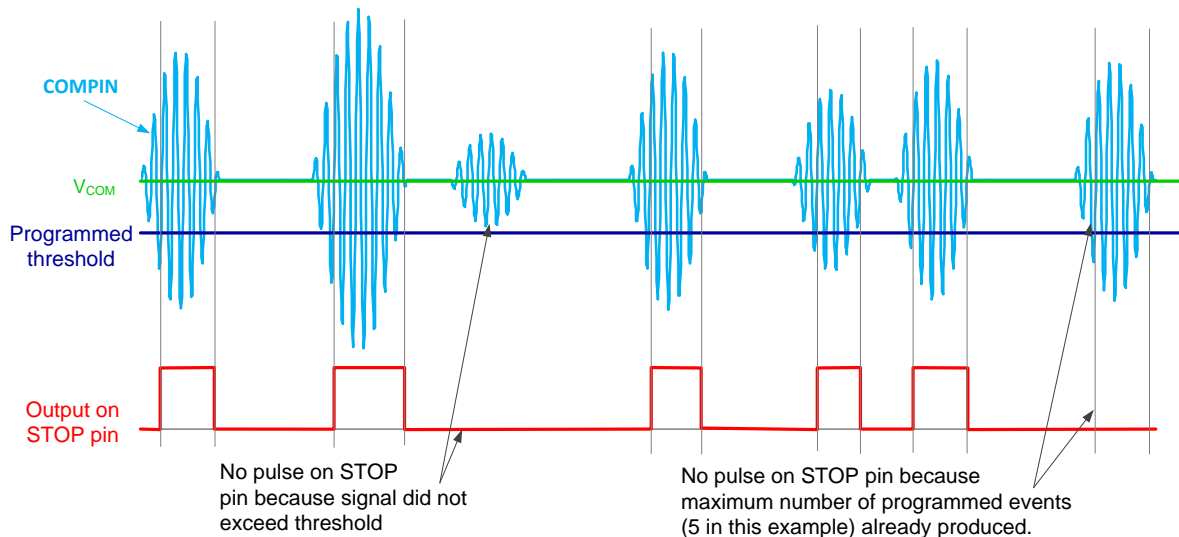 COMPIN
VCOM
Programmed
threshold
Output on
STOP pin
No pulse on STOP
pin because signal did not
exceed threshold
No pulse on STOP pin because
maximum number of programmed events
(5 in this example) already produced.